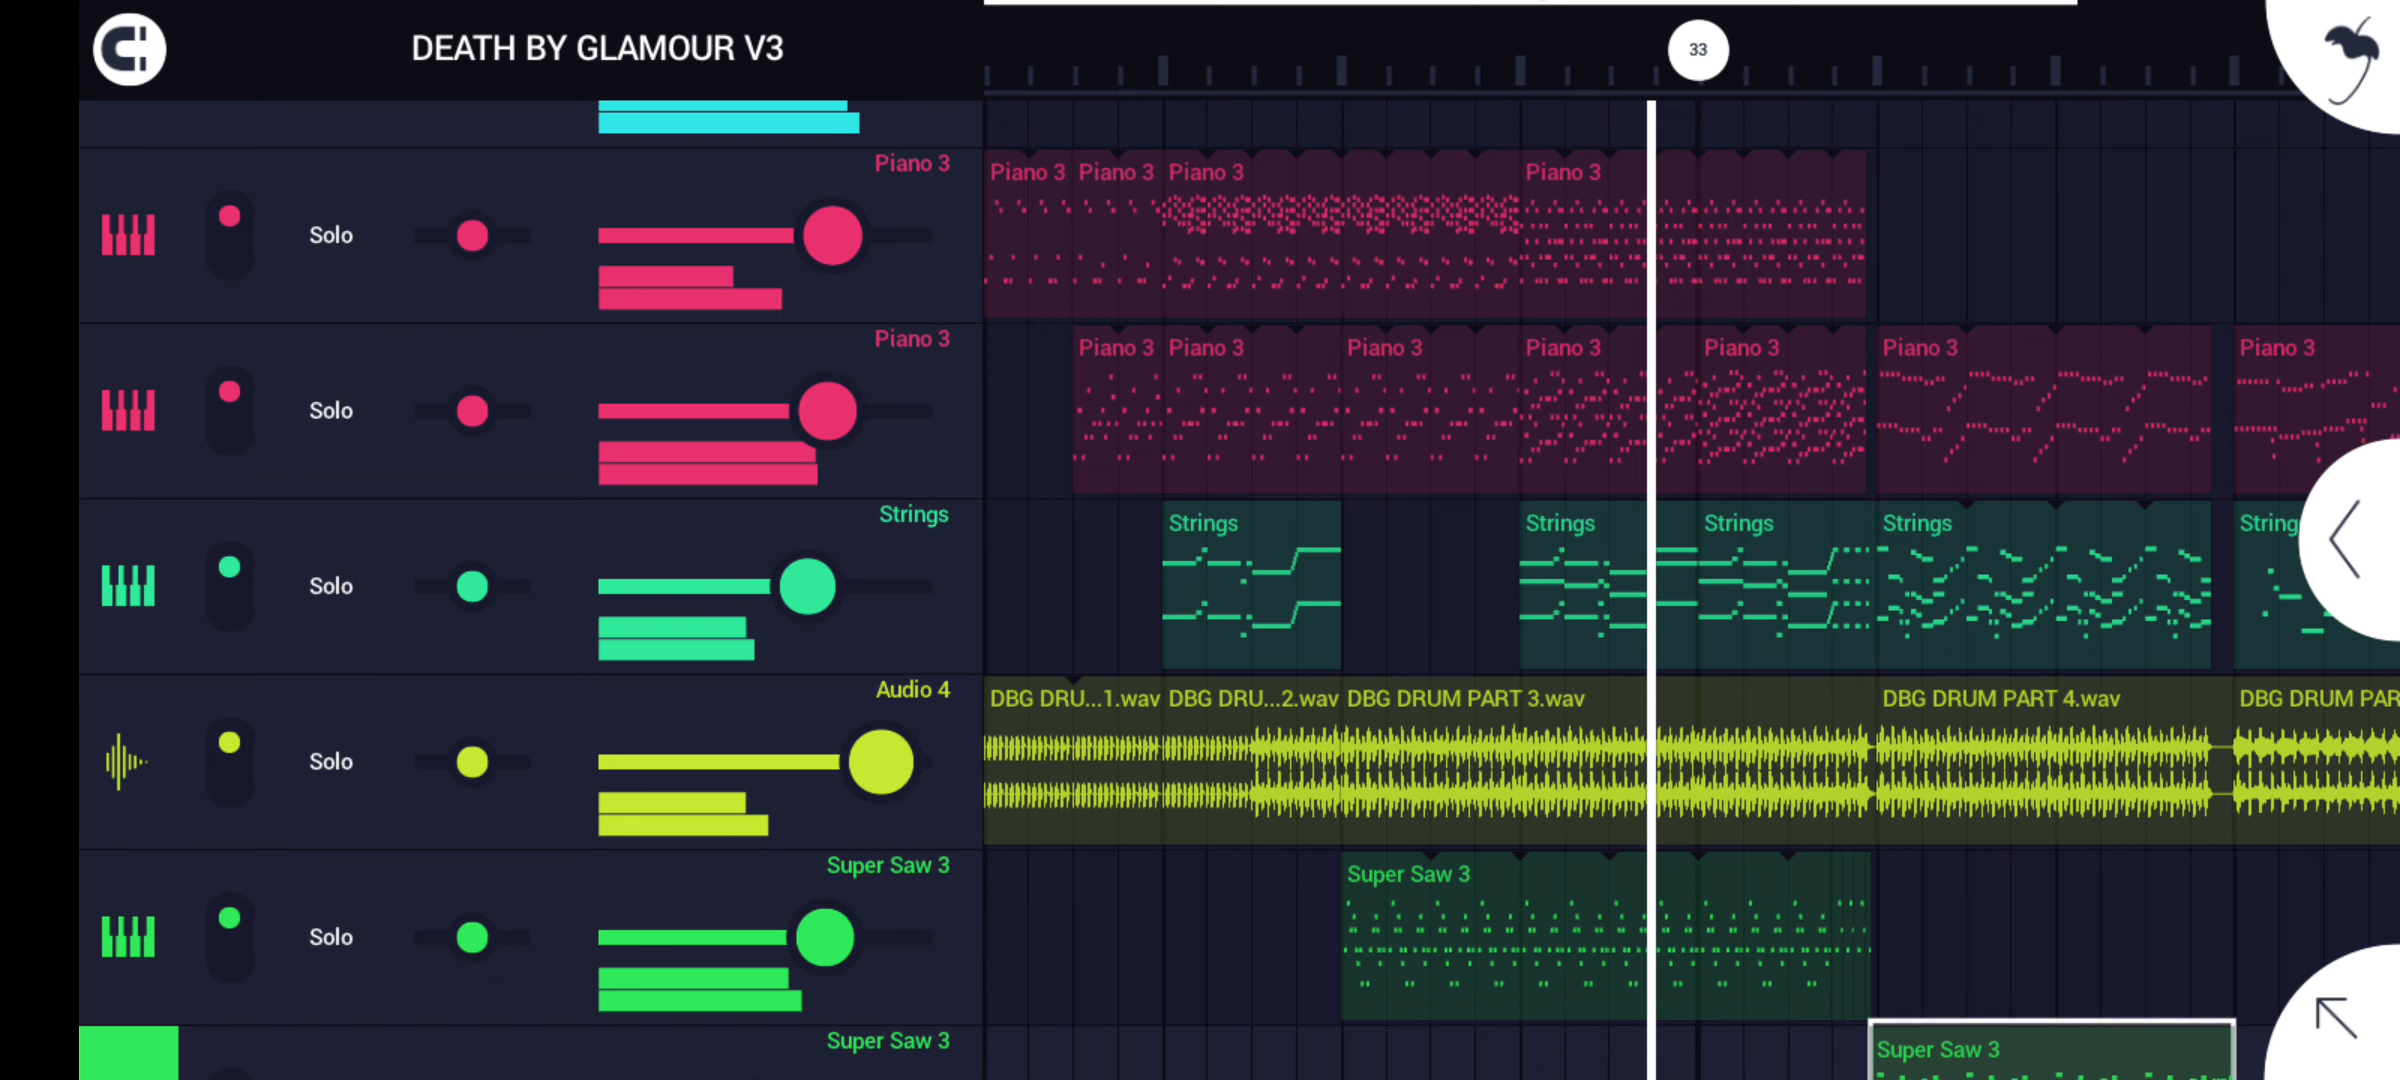 DEATH BY GLAMOUR V3
33
Piano 3
Piano 3 Piano 3 Piano 3 Piano 3
Solo
Piano 3
Piano 3 Piano 3 Piano 3 Piano 3 Piano 3 Piano 3 Piano 3
Solo
Strings
Strings Strings Strings Strings String
Solo
Audio 4
DBG DRU...1.wav DBG DRU...2.wav DBG DRUM PART 3.wav DBG DRUM PART 4.wav DBG DRUM PAR
Solo
Super Saw 3
Super Saw 3
Solo
Super Saw 3
Super Saw 3